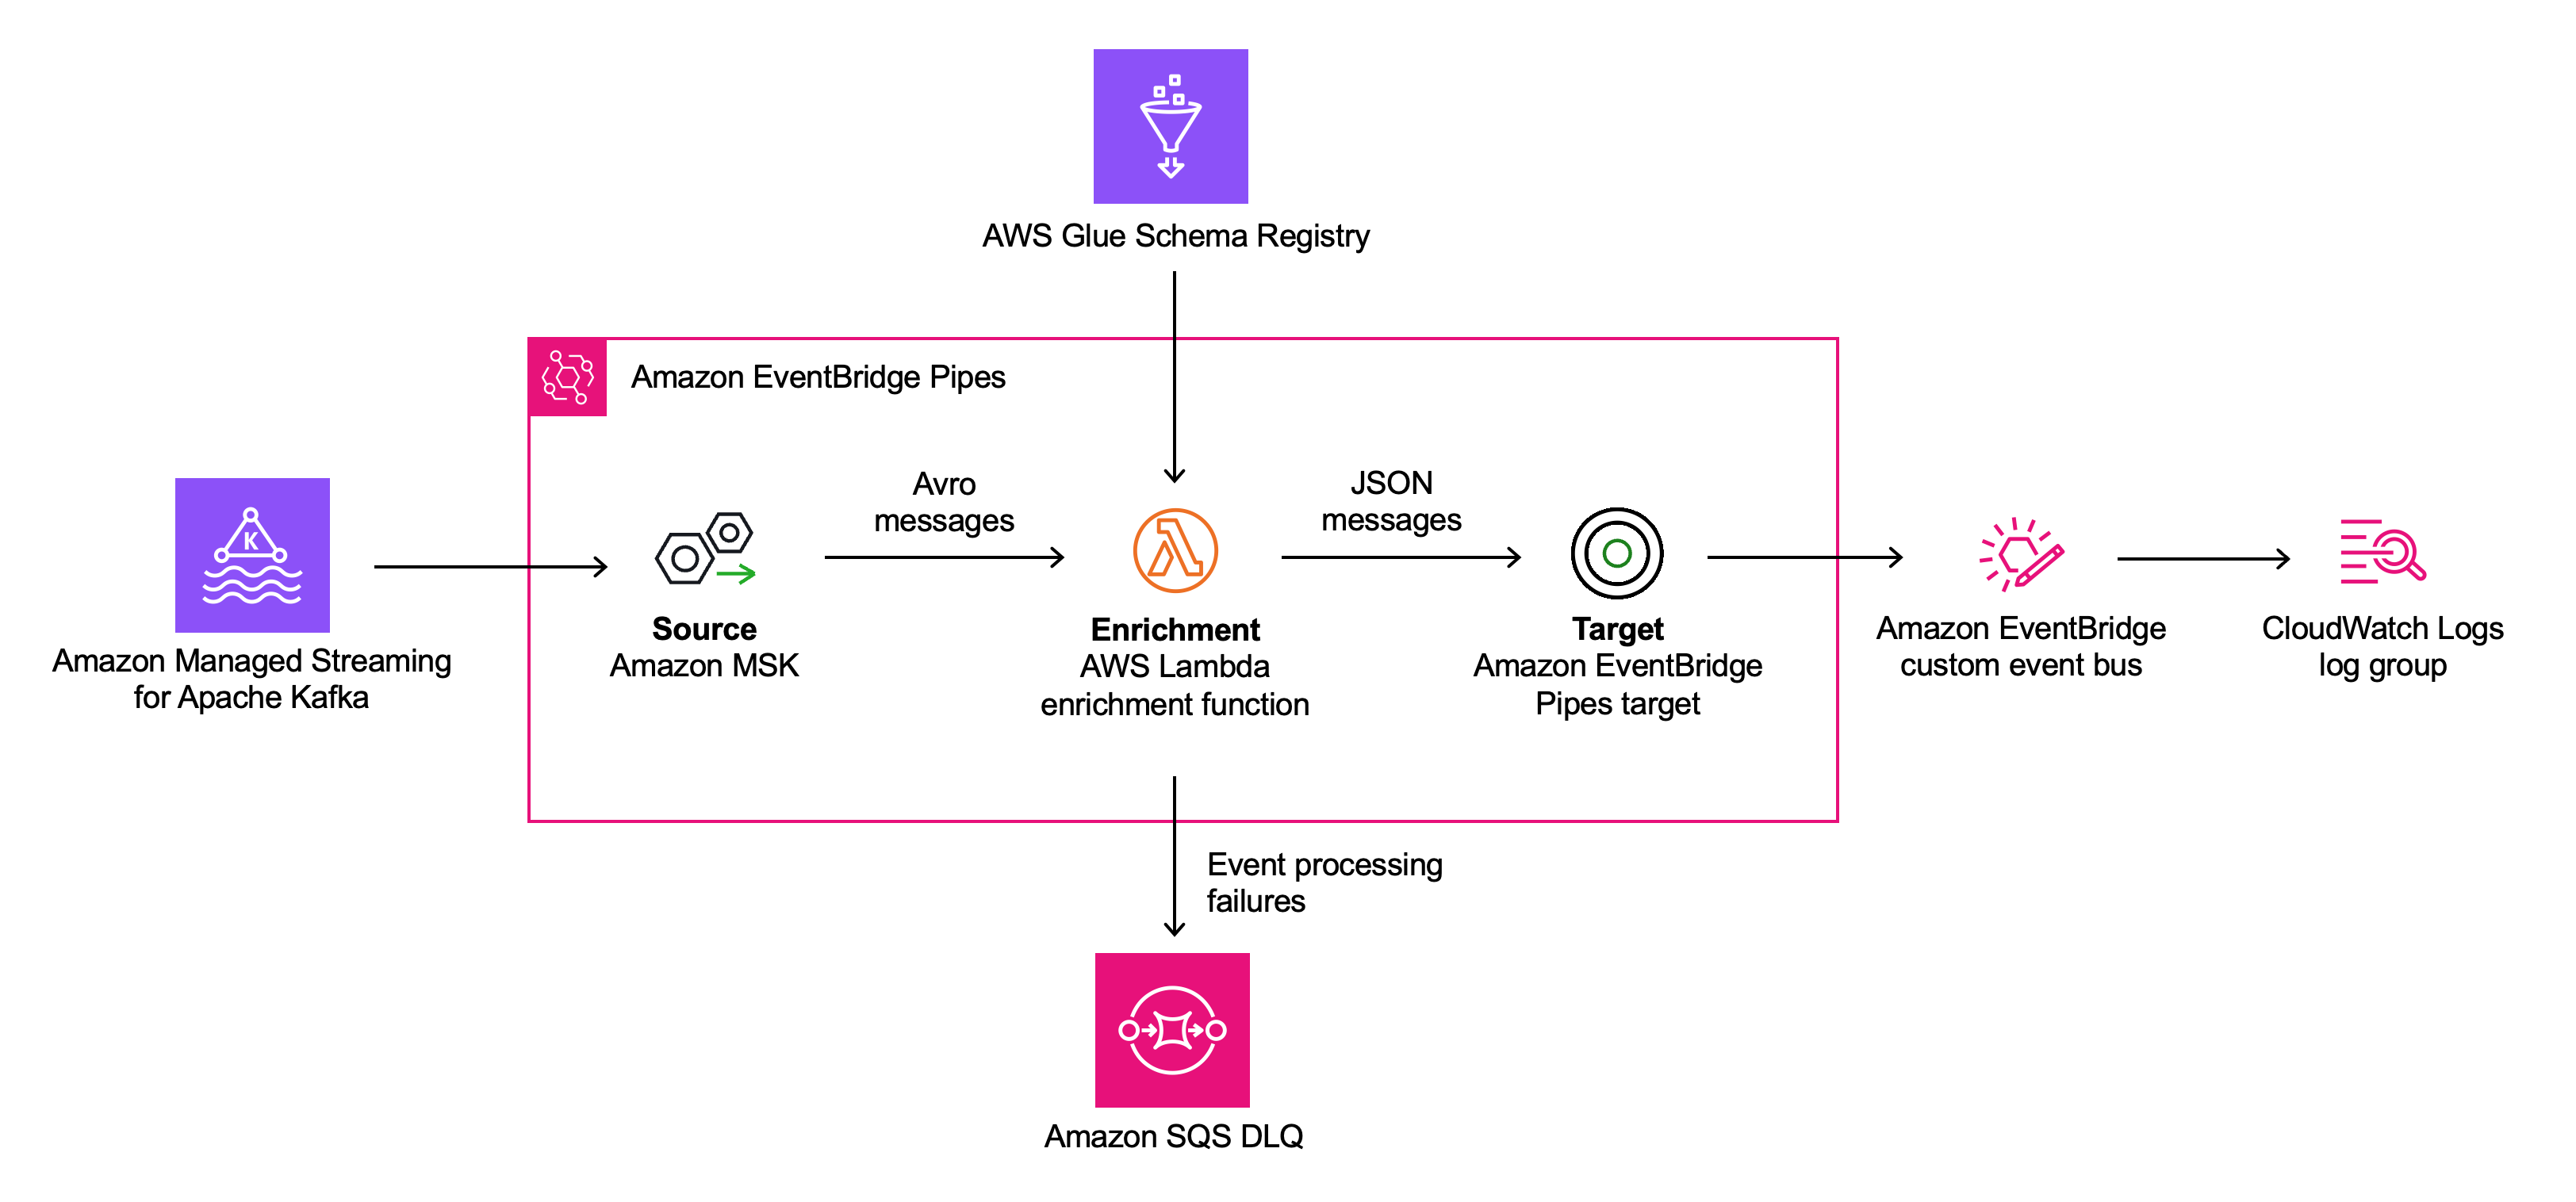 AWS Glue Schema Registry
Amazon EventBridge Pipes
K
Amazon Managed Streaming
for Apache Kafka
Source
Amazon MSK
Avro
messages
Enrichment
AWS Lambda
enrichment function
JSON
messages
Target
Amazon EventBridge
Pipes target
Amazon EventBridge
custom event bus
CloudWatch Logs
log group
Event processing
failures
Amazon SQS DLQ